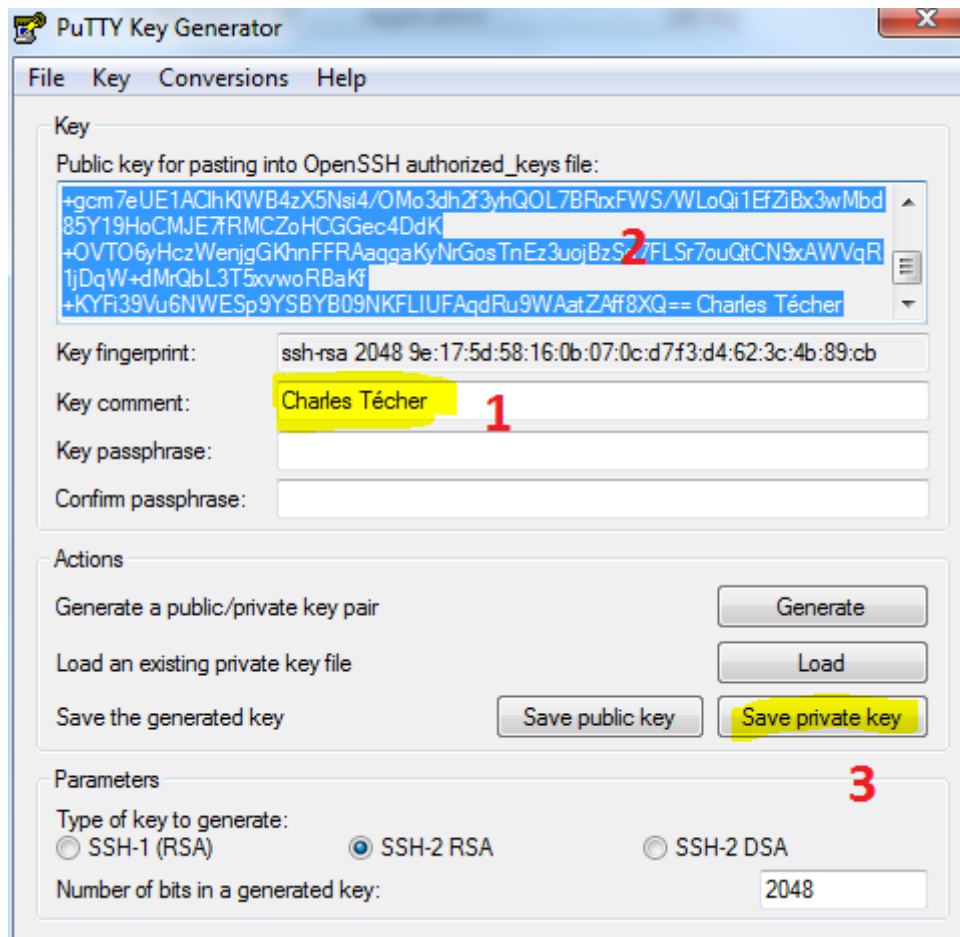 PuTTY Key Generator
X
File Key Conversions Help
Key
Public key for pasting into OpenSSH authorized_keys file:
+gcm7eUE1AClhKlWB4zX5Nsi4/OMo3dh2f3yhQOL7BRrxFWS/WLoQi1EfZiBx3wMbd
85Y19HoCMJE7fRMCZoHCGGec4DdK
1jDqW+dMrQbL3T5xvwoRBaKf
+KYFi39Vu6NWESp9YSBYB09NKFLIUFAqdRu9WAatZAff8XQ== Charles Técher
2
Key fingerprint: ssh-rsa 2048 9e:17:5d:58:16:0b:07:0c:d7:f3:d4:62:3c:4b:89:cb
Key comment: Charles Técher 1
Key passphrase:
Confirm passphrase:
Actions
Generate a public/private key pair Generate
Load an existing private key file Load
Save the generated key Save public key Save private key
3
Parameters
Type of key to generate:
SSH-1 (RSA) SSH-2 RSA SSH-2 DSA
Number of bits in a generated key: 2048